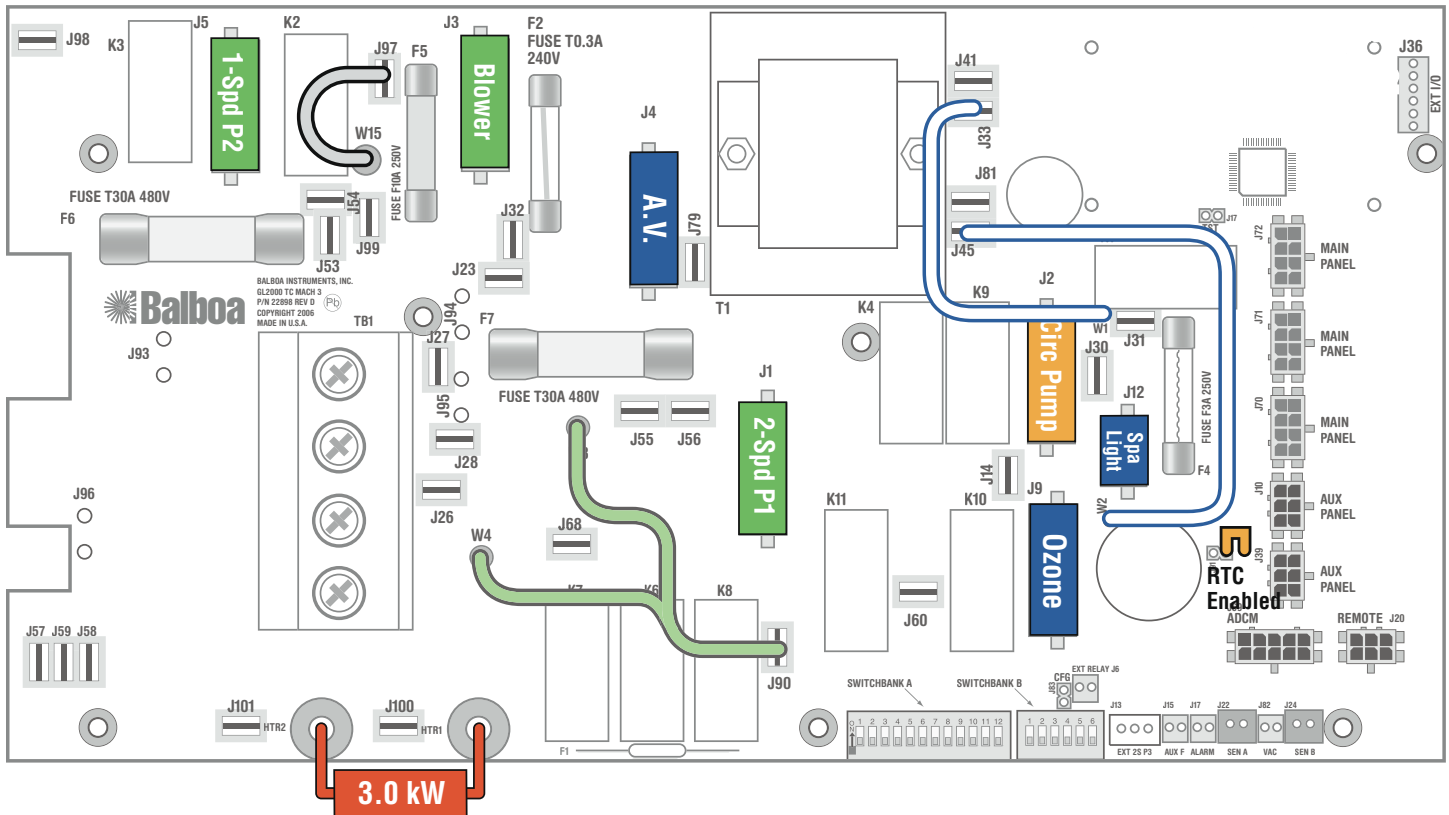 J98
K3
J5
K2
J97
F5
J3
F2
FUSE T0.3A
240V
J41
J36
EXT I/O
1-Spd P2
Blower
J4
J33
W15
FUSE F10A 250V
A.V.
J81
FUSE T30A 480V
F6
J54
J99
J53
J32
J79
J45
J17
TST
J72
MAIN
PANEL
J23
BALBOA INSTRUMENTS, INC.
GL2000 TC MACH 3
P/N 22898 REV D
COPYRIGHT 2006
MADE IN U.S.A.
Pb
Balboa
TB1
J94
F7
T1
K4
K9
J2
Circ Pump
W1
J31
J30
J71
MAIN
PANEL
J93
J27
J95
FUSE T30A 480V
J1
J12
Spa
Light
FUSE F3A 250V
F4
J70
MAIN
PANEL
J55
J56
2-Spd P1
J28
J26
J14
J9
W2
J10
AUX
PANEL
J96
K11
K10
Ozone
W4
J68
J39
AUX
PANEL
RTC
Enabled
K7
K6
K8
J60
ADCM
REMOTE
J20
J57
J59
J58
J90
J101
HTR2
J100
HTR1
SWITCHBANK A
SWITCHBANK B
CFG
J83
EXT RELAY J6
ON
1 2 3 4 5 6 7 8 9 10 11 12
1 2 3 4 5 6
J13
J15
J17
J22
J82
J24
EXT 2S P3
AUX F
ALARM
SEN A
VAC
SEN B
F1
3.0 kW